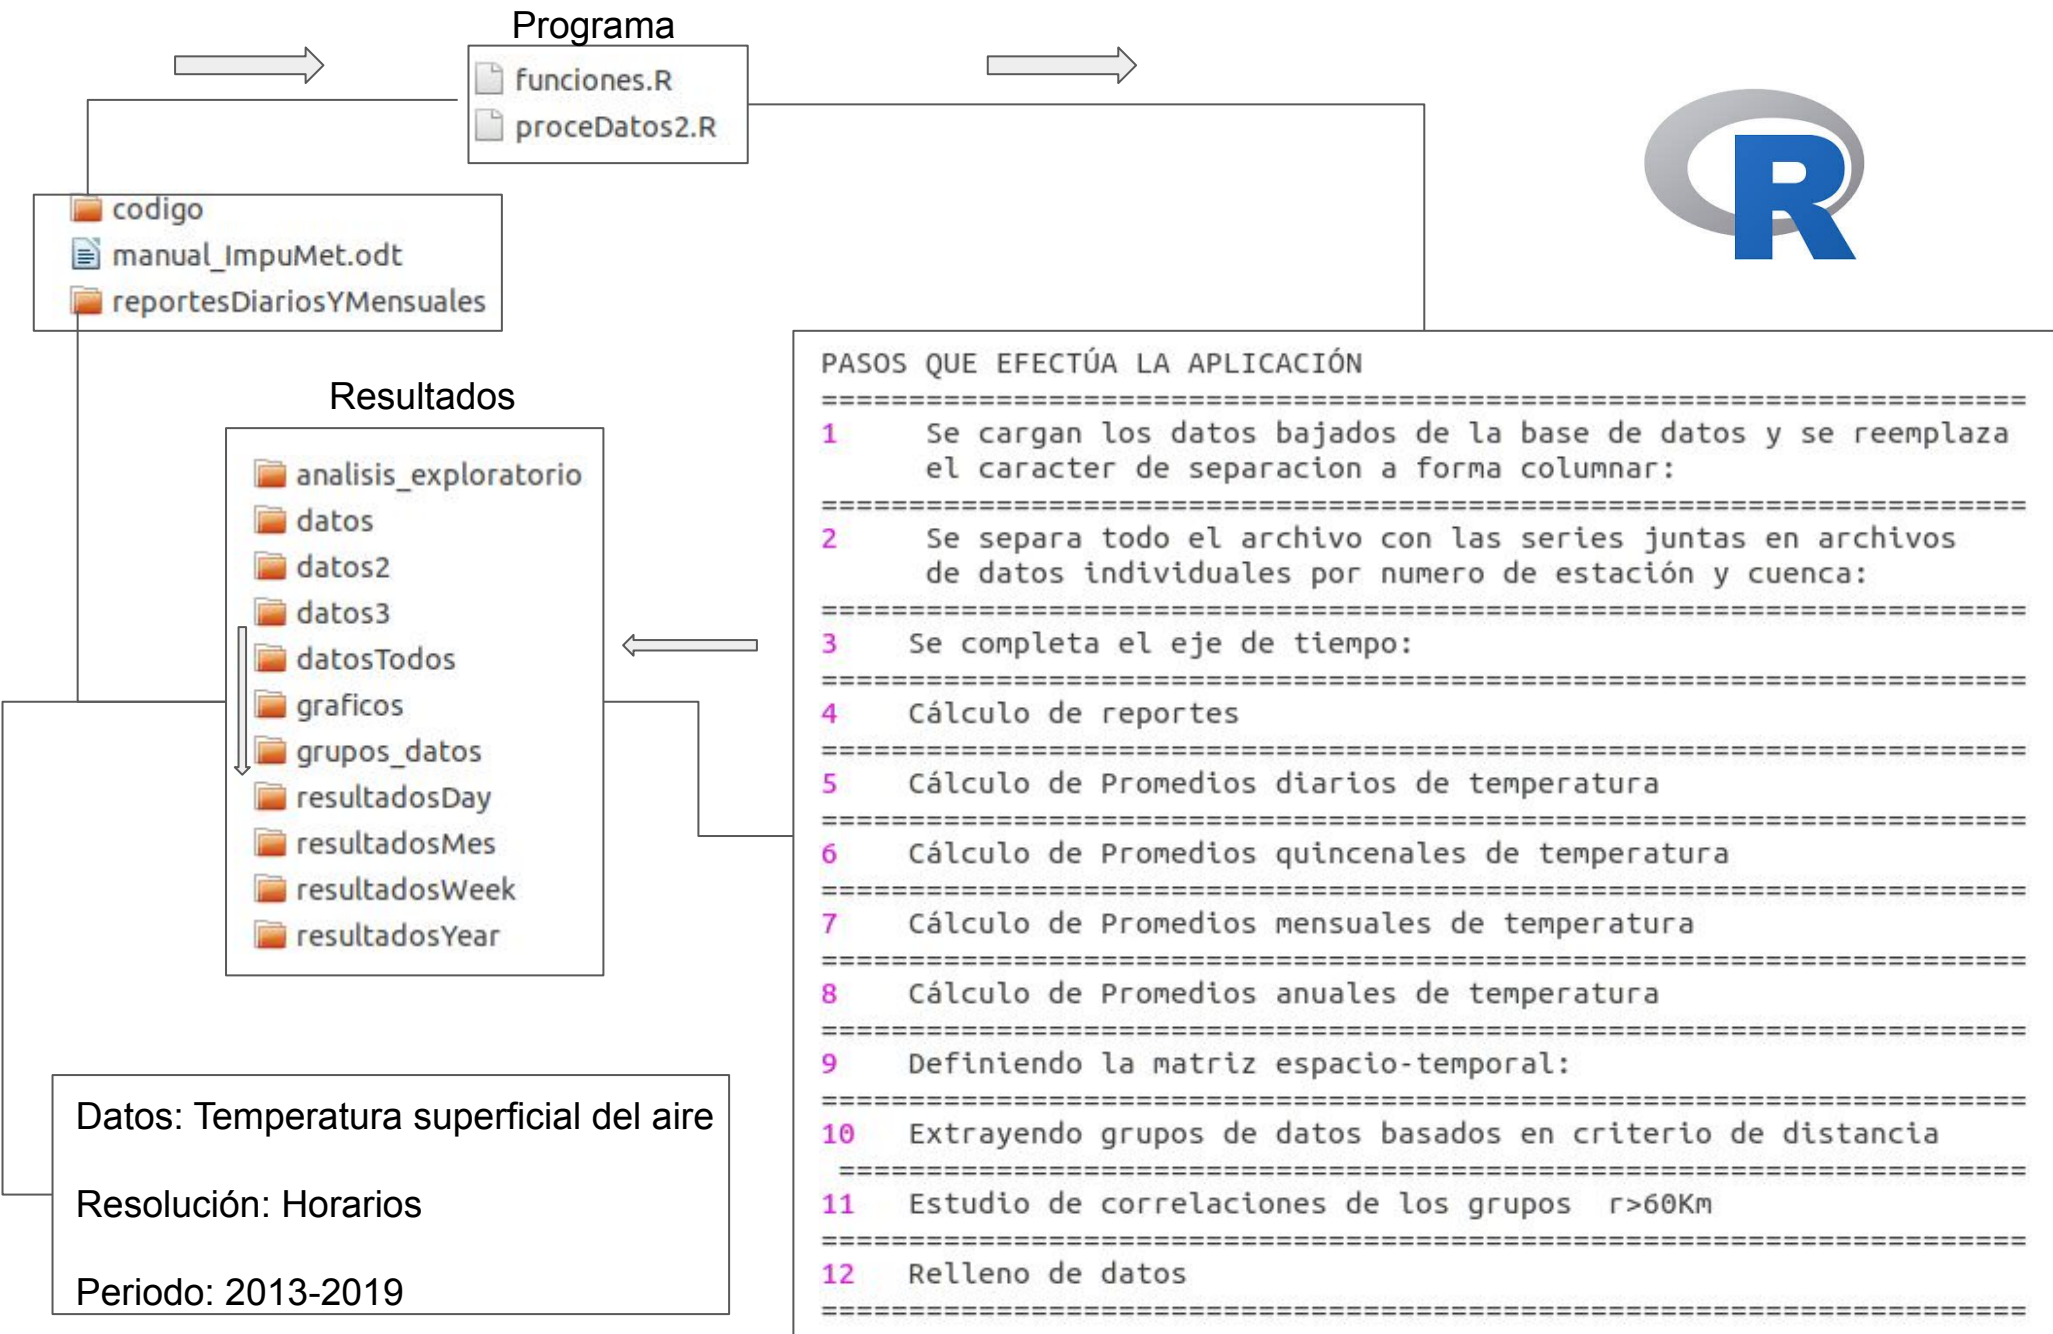 Programa
funciones.R
proceDatos2.R
R
codigo
manual_ImpuMet.odt
reportesDiariosYMensuales
Resultados
analisis_exploratorio
datos
datos2
datos3
datosTodos
graficos
grupos_datos
resultadosDay
resultadosMes
resultadosWeek
resultadosYear
Datos: Temperatura superficial del aire
Resolución: Horarios
Periodo: 2013-2019
PASOS QUE EFECTÚA LA APLICACIÓN
=====================================================================
1 Se cargan los datos bajados de la base de datos y se reemplaza
el caracter de separacion a forma columnar:
=====================================================================
2 Se separa todo el archivo con las series juntas en archivos
de datos individuales por numero de estación y cuenca:
=====================================================================
3 Se completa el eje de tiempo:
=====================================================================
4 Cálculo de reportes
=====================================================================
5 Cálculo de Promedios diarios de temperatura
=====================================================================
6 Cálculo de Promedios quincenales de temperatura
=====================================================================
7 Cálculo de Promedios mensuales de temperatura
=====================================================================
8 Cálculo de Promedios anuales de temperatura
=====================================================================
9 Definiendo la matriz espacio-temporal:
=====================================================================
10 Extrayendo grupos de datos basados en criterio de distancia
====================================================================
11 Estudio de correlaciones de los grupos r>60Km
=====================================================================
12 Relleno de datos
=====================================================================